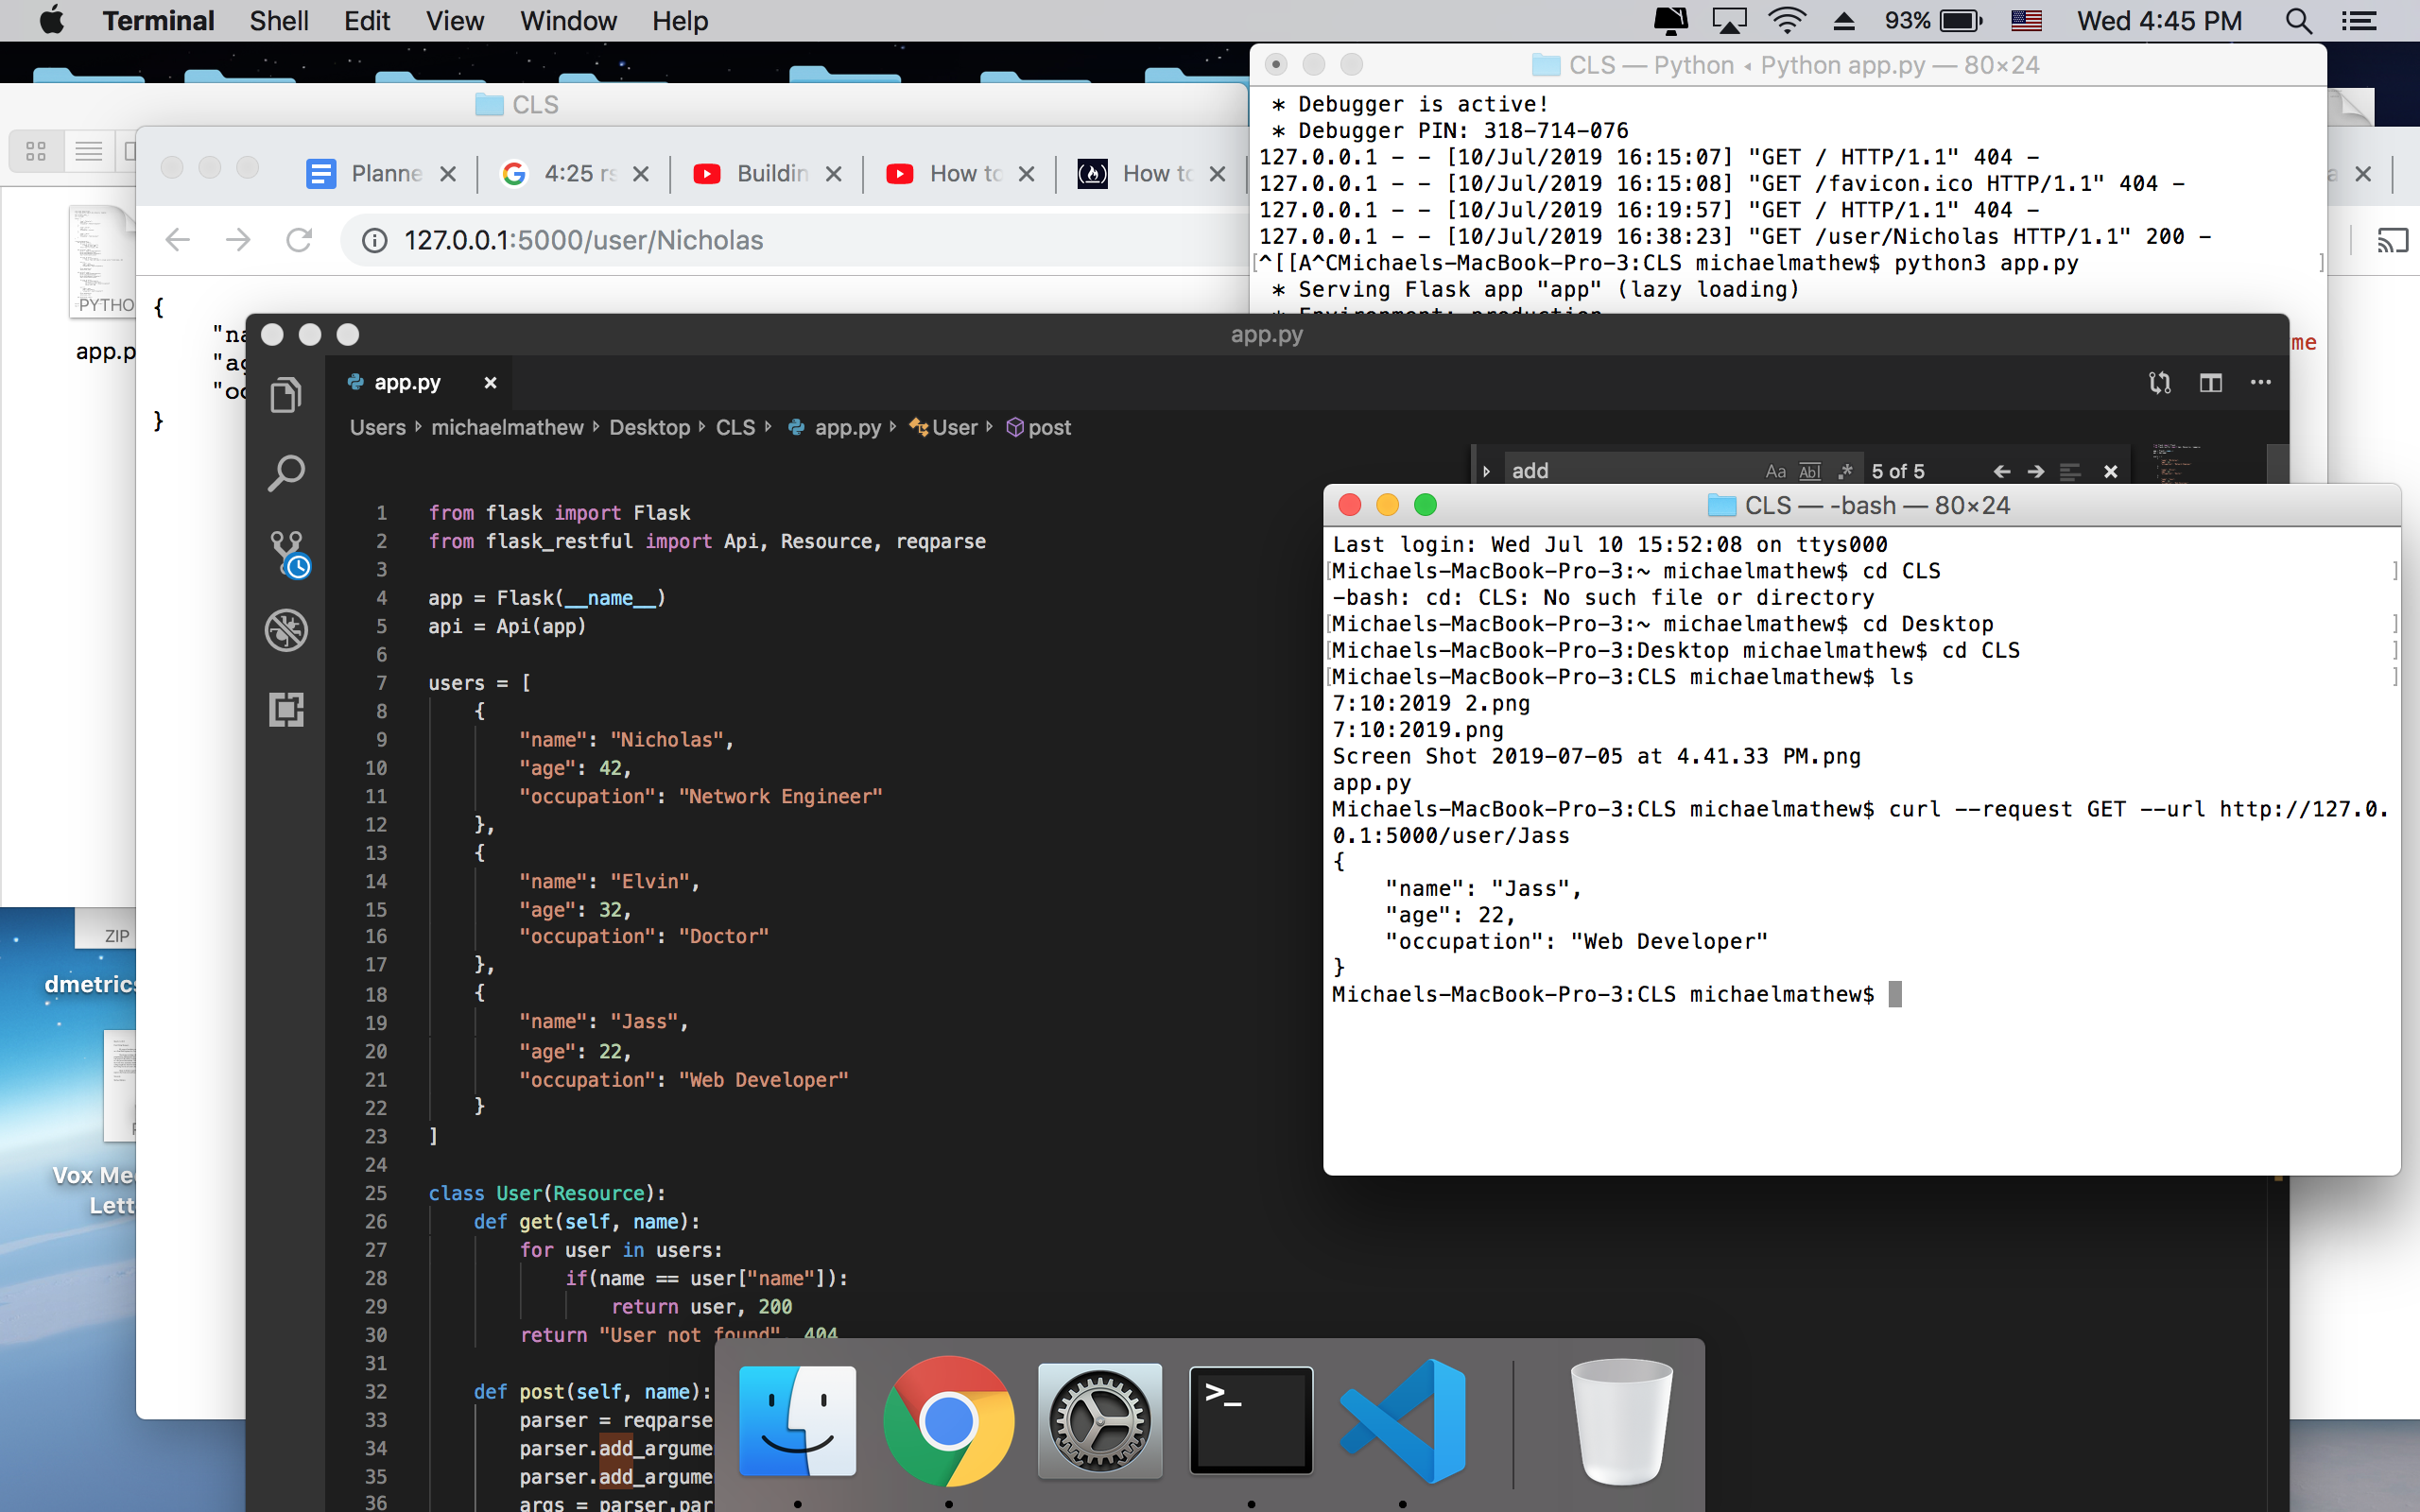 Terminal Shell Edit View Window Help 93% Wed 4:45 PM
CLS
PYTHO
app.p
ZIP
dmetrics
Vox Me
Lett
Planne 4:25 Buildin How to How to
127.0.0.1:5000/user/Nicholas
{
"na
"ag
"oc
}
CLS — Python ◂ Python app.py — 80×24
* Debugger is active!
* Debugger PIN: 318-714-076
127.0.0.1 - - [10/Jul/2019 16:15:07] "GET / HTTP/1.1" 404 -
127.0.0.1 - - [10/Jul/2019 16:15:08] "GET /favicon.ico HTTP/1.1" 404 -
127.0.0.1 - - [10/Jul/2019 16:19:57] "GET / HTTP/1.1" 404 -
127.0.0.1 - - [10/Jul/2019 16:38:23] "GET /user/Nicholas HTTP/1.1" 200 -
^[[A^CMichaels-MacBook-Pro-3:CLS michaelmathew$ python3 app.py
* Serving Flask app "app" (lazy loading)
* Environment: production
me
app.py
app.py
Users michaelmathew Desktop CLS app.py User post
add Aa Abl .* 5 of 5
1 from flask import Flask
2 from flask_restful import Api, Resource, reqparse
3
4 app = Flask(__name__)
5 api = Api(app)
6
7 users = [
8 {
9 "name": "Nicholas",
10 "age": 42,
11 "occupation": "Network Engineer"
12 },
13 {
14 "name": "Elvin",
15 "age": 32,
16 "occupation": "Doctor"
17 },
18 {
19 "name": "Jass",
20 "age": 22,
21 "occupation": "Web Developer"
22 }
23 ]
24
25 class User(Resource):
26 def get(self, name):
27 for user in users:
28 if(name == user["name"]):
29 return user, 200
30 return "User not found", 404
31
32 def post(self, name):
33 parser = reqparse
34 parser.add_argume
35 parser.add_argume
36 args = parser.par
CLS — -bash — 80×24
Last login: Wed Jul 10 15:52:08 on ttys000
[Michaels-MacBook-Pro-3:~ michaelmathew$ cd CLS ]
-bash: cd: CLS: No such file or directory
[Michaels-MacBook-Pro-3:~ michaelmathew$ cd Desktop ]
[Michaels-MacBook-Pro-3:Desktop michaelmathew$ cd CLS ]
[Michaels-MacBook-Pro-3:CLS michaelmathew$ ls ]
7:10:2019 2.png
7:10:2019.png
Screen Shot 2019-07-05 at 4.41.33 PM.png
app.py
Michaels-MacBook-Pro-3:CLS michaelmathew$ curl --request GET --url http://127.0.
0.1:5000/user/Jass
{
"name": "Jass",
"age": 22,
"occupation": "Web Developer"
}
Michaels-MacBook-Pro-3:CLS michaelmathew$